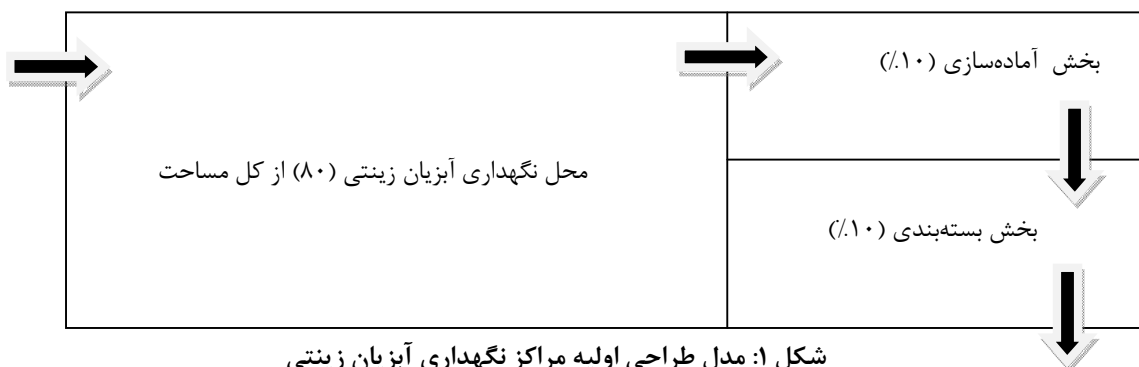 بخش آماده‌سازی (۱۰٪)
محل نگهداری آبزیان زینتی (۸۰) از کل مساحت
بخش بسته‌بندی (۱۰٪)
شکل ۱: مدل طراحی اولیه مراکز نگهداری آبزیان زینتی